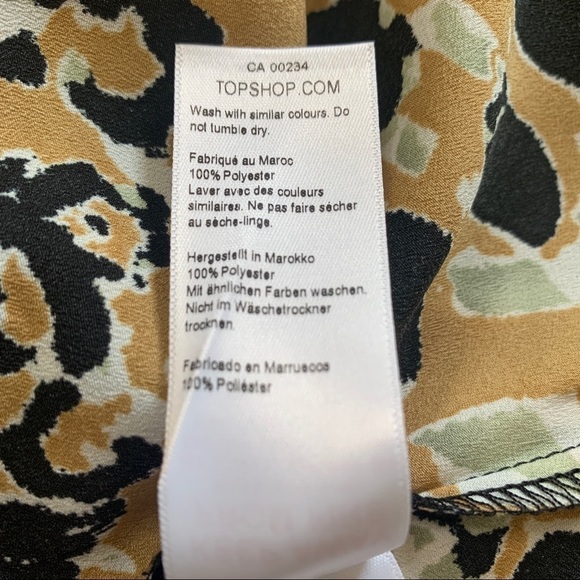 CA 00234
TOPSHOP.COM
Wash with similar colours. Do
not tumble dry.
Fabriqué au Maroc
100% Polyester
Laver avec des couleurs
similaires. Ne pas faire sécher
au sèche-linge.
Hergestellt in Marokko
100% Polyester
Mit ähnlichen Farben waschen.
Nicht im Wäschetrockner
trocknen.
Fabricado en Marruecos
100% Poliéster